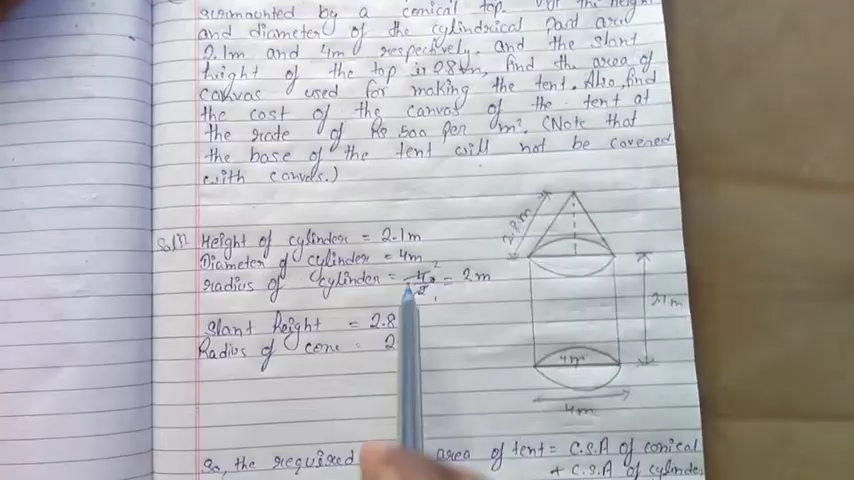 surmounted by a conical top. the height
and diameter of the cylindrical part are
2.1m and 4m respectively. and the slant
height of the top is 2.8m, find the area of
canvas used for making the tent. Also, find
the cost of the canvas of the tent at
the rate of Rs 500 per m². (Note that
the base of the tent will not be covered
with canvas.)
Height of cylinder = 2.1m
Diameter of cylinder = 4m
radius of cylinder = 4/2 = 2m
2
1
Slant height = 2.8
Radius of cone = 2
2.8m
2.1m
4m
4m
So, the required area of tent = C.S.A of conical
+ C.S.A of cylinder